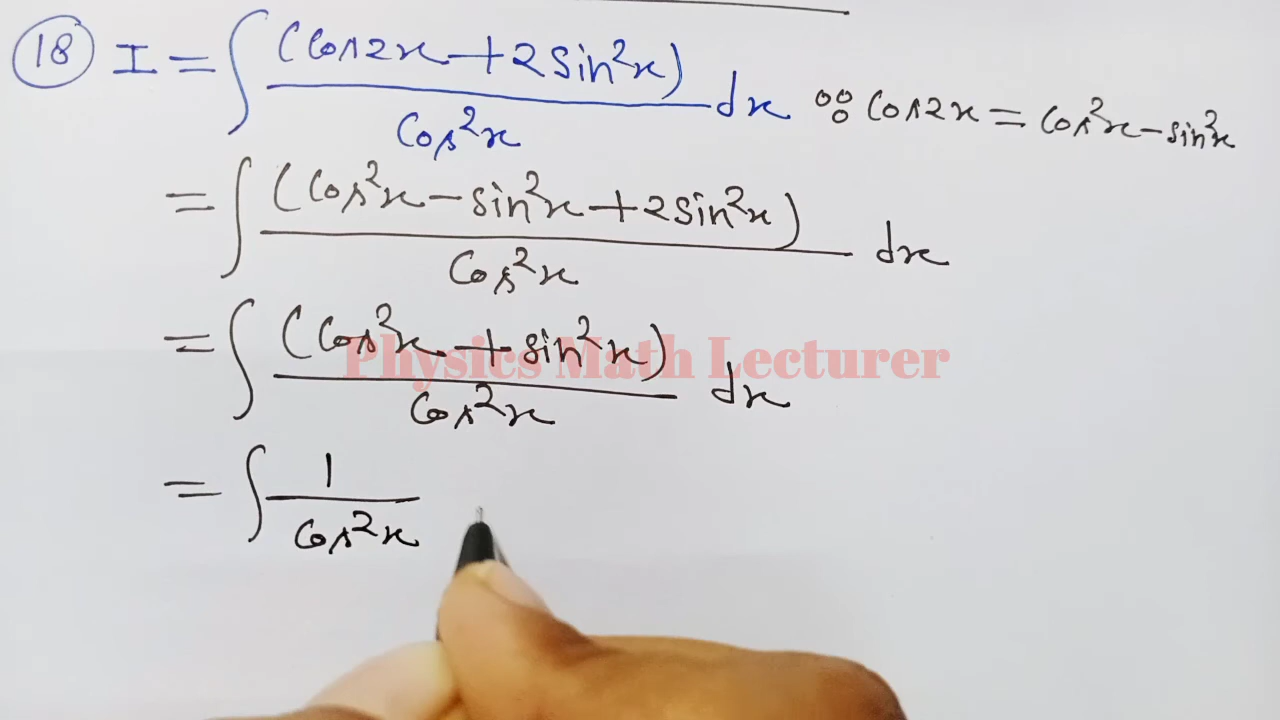 18 I = ∫ (Cos2x + 2Sin²x) / Cos²x dx ∵ Cos2x = Cos²x - sin²x
= ∫ (Cos²x - sin²x + 2sin²x) / Cos²x dx
= ∫ (Cos²x + sin²x) / Cos²x dx
Physics Math Lecturer
= ∫ 1 / Cos²x